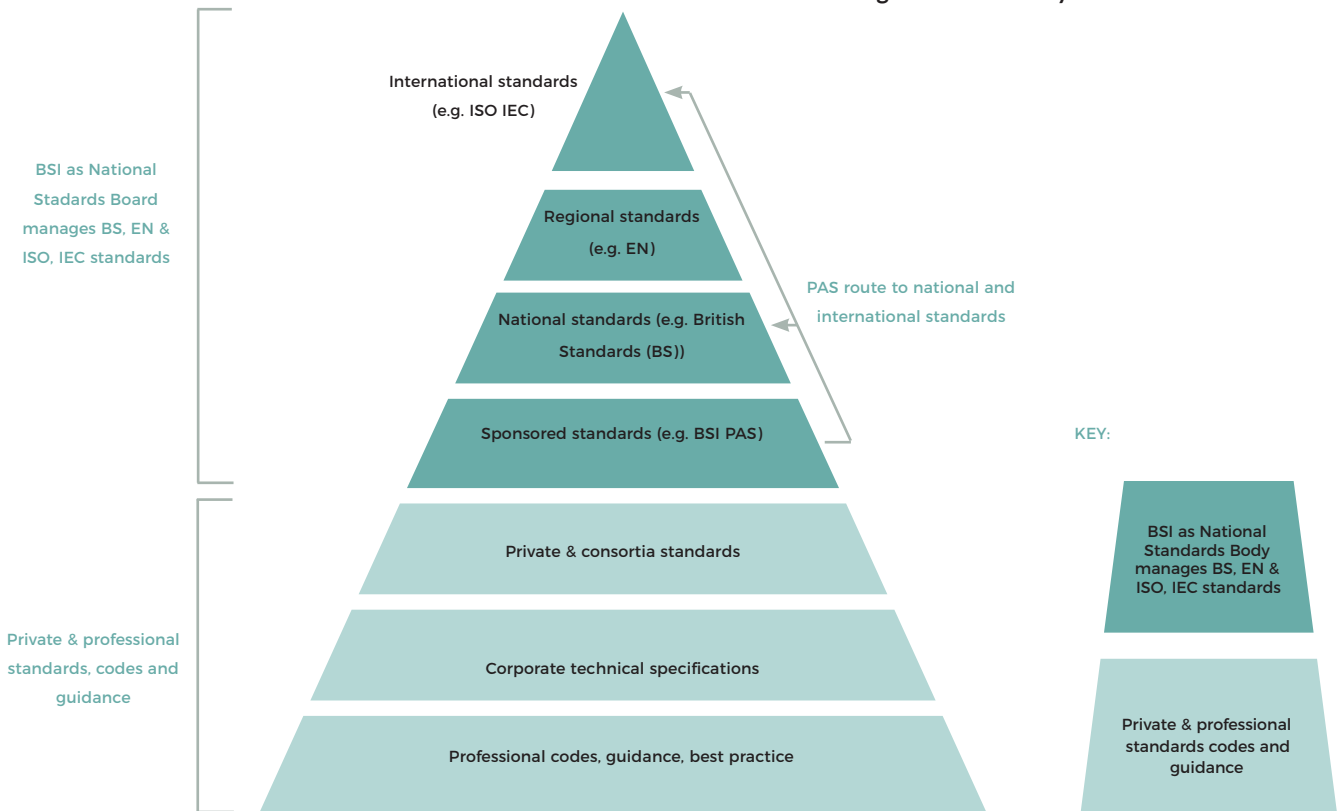 International standards
(e.g. ISO IEC)
BSI as National
Stadards Board
manages BS, EN &
ISO, IEC standards
Regional standards
(e.g. EN)
PAS route to national and
international standards
National standards (e.g. British
Standards (BS))
Sponsored standards (e.g. BSI PAS)
KEY:
Private & consortia standards
BSI as National
Standards Body
manages BS, EN &
ISO, IEC standards
Private & professional
standards, codes and
guidance
Corporate technical specifications
Professional codes, guidance, best practice
Private & professional
standards codes and
guidance